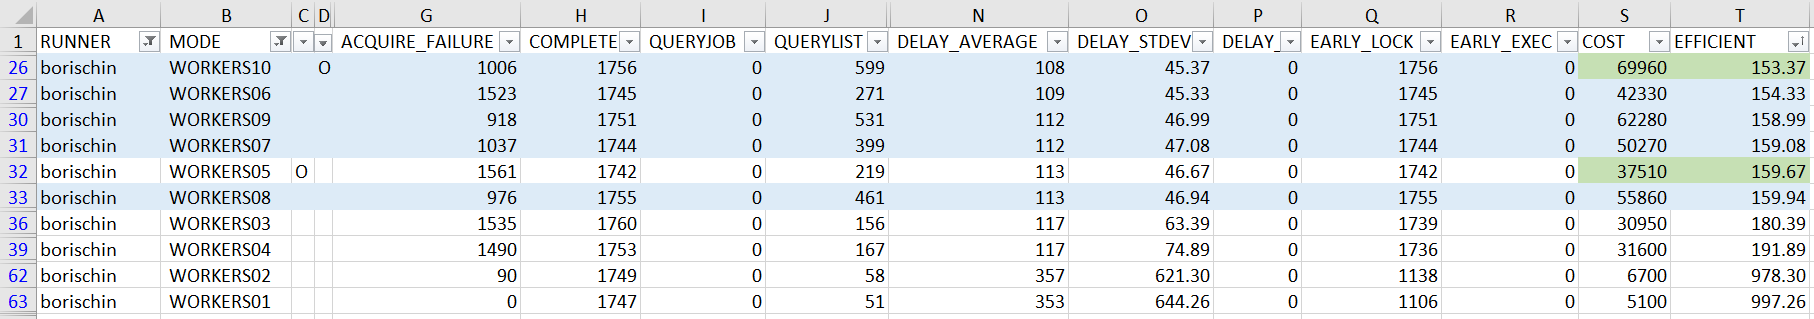 A B C D G H I J N O P Q R S T
1 RUNNER MODE ACQUIRE_FAILURE COMPLETE QUERYJOB QUERYLIST DELAY_AVERAGE DELAY_STDEV DELAY_ EARLY_LOCK EARLY_EXEC COST EFFICIENT
26 borischin WORKERS10 O 1006 1756 0 599 108 45.37 0 1756 0 69960 153.37
27 borischin WORKERS06 1523 1745 0 271 109 45.33 0 1745 0 42330 154.33
30 borischin WORKERS09 918 1751 0 531 112 46.99 0 1751 0 62280 158.99
31 borischin WORKERS07 1037 1744 0 399 112 47.08 0 1744 0 50270 159.08
32 borischin WORKERS05 O 1561 1742 0 219 113 46.67 0 1742 0 37510 159.67
33 borischin WORKERS08 976 1755 0 461 113 46.94 0 1755 0 55860 159.94
36 borischin WORKERS03 1535 1760 0 156 117 63.39 0 1739 0 30950 180.39
39 borischin WORKERS04 1490 1753 0 167 117 74.89 0 1736 0 31600 191.89
62 borischin WORKERS02 90 1749 0 58 357 621.30 0 1138 0 6700 978.30
63 borischin WORKERS01 0 1747 0 51 353 644.26 0 1106 0 5100 997.26